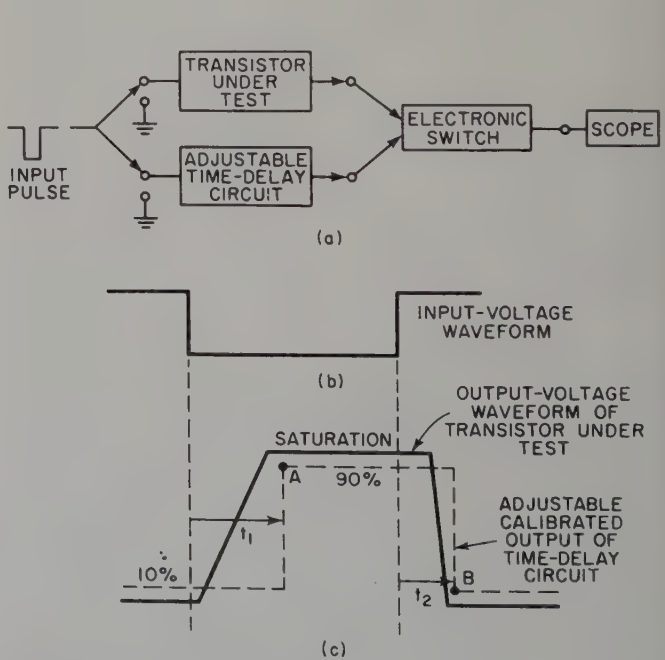 TRANSISTOR
UNDER
TEST
ELECTRONIC
SWITCH
SCOPE
INPUT
PULSE
ADJUSTABLE
TIME-DELAY
CIRCUIT
(a)
INPUT-VOLTAGE
WAVEFORM
(b)
OUTPUT-VOLTAGE
WAVEFORM OF
TRANSISTOR UNDER
TEST
SATURATION
A
90%
t1
10%
ADJUSTABLE
CALIBRATED
OUTPUT OF
TIME-DELAY
CIRCUIT
B
t2
(c)